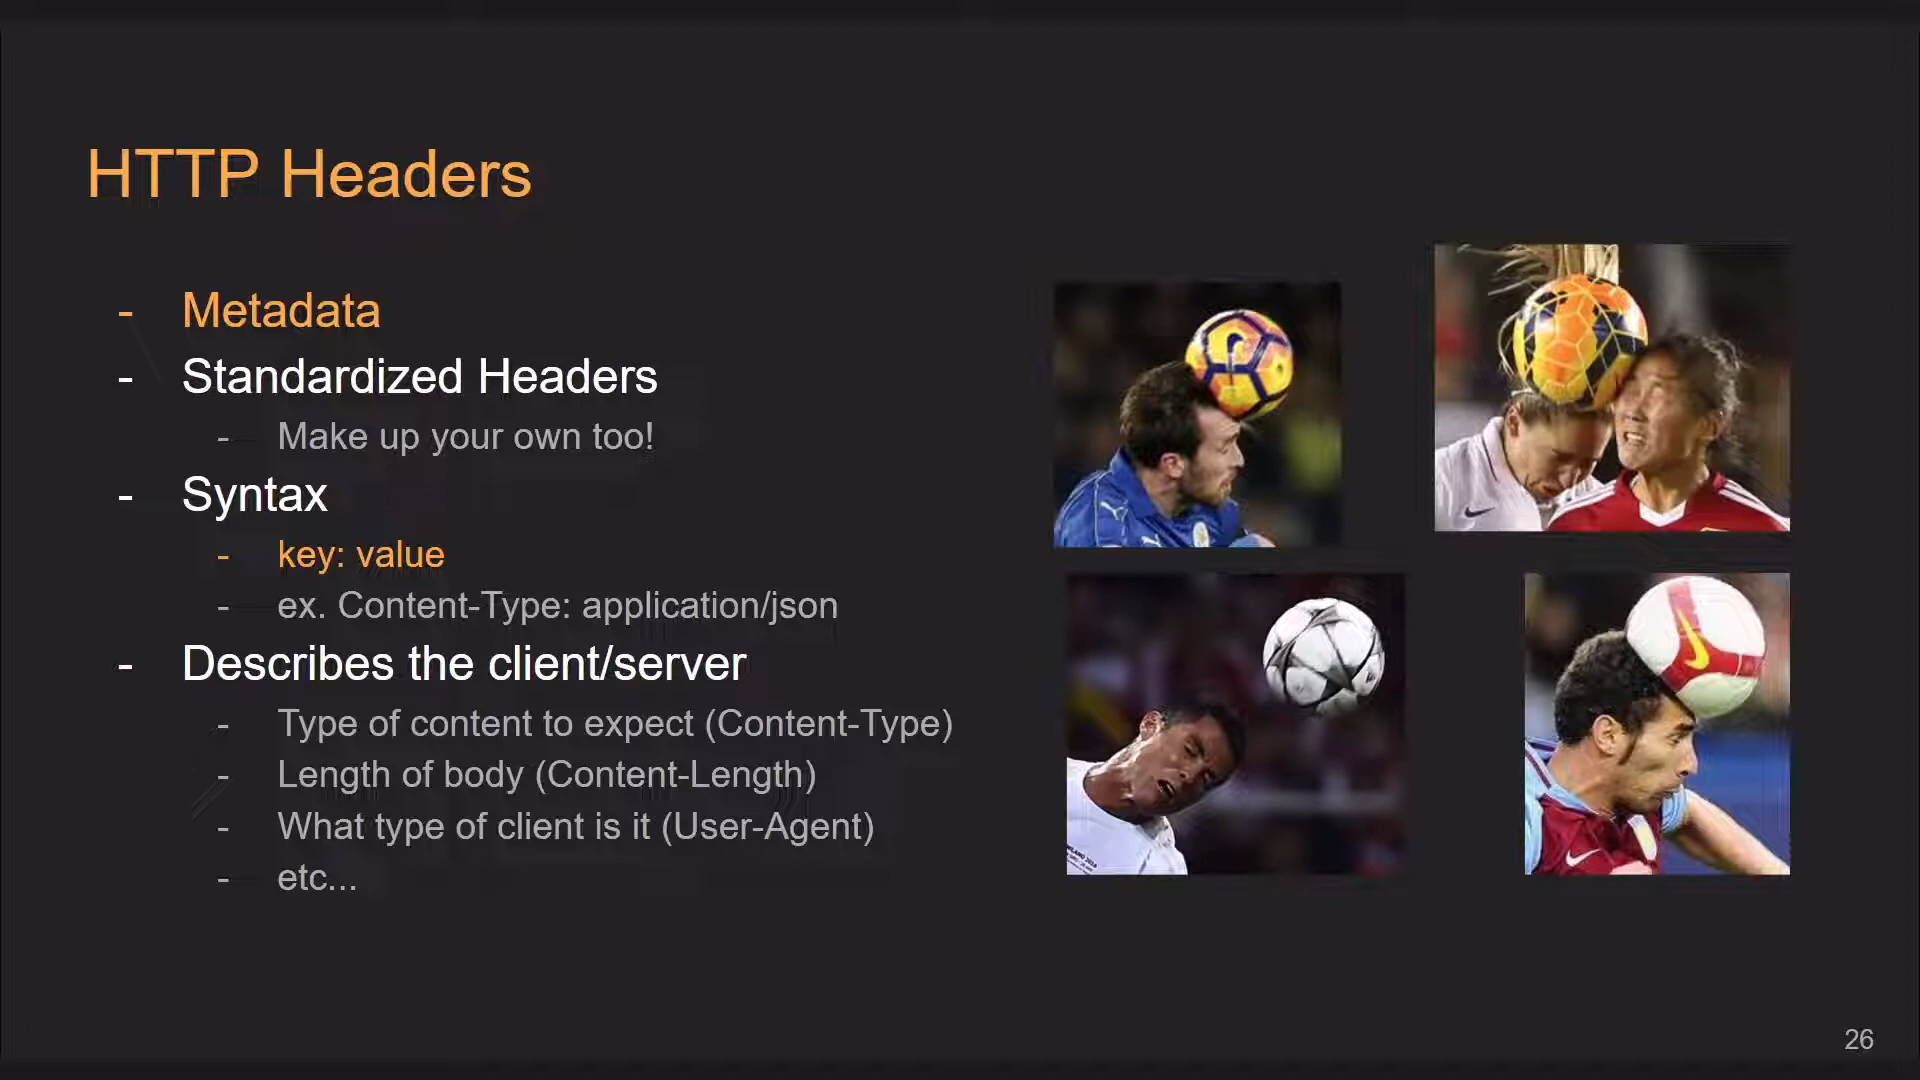 HTTP Headers
- Metadata
- Standardized Headers
- Make up your own too!
- Syntax
- key: value
- ex. Content-Type: application/json
- Describes the client/server
- Type of content to expect (Content-Type)
- Length of body (Content-Length)
- What type of client is it (User-Agent)
- etc...
26